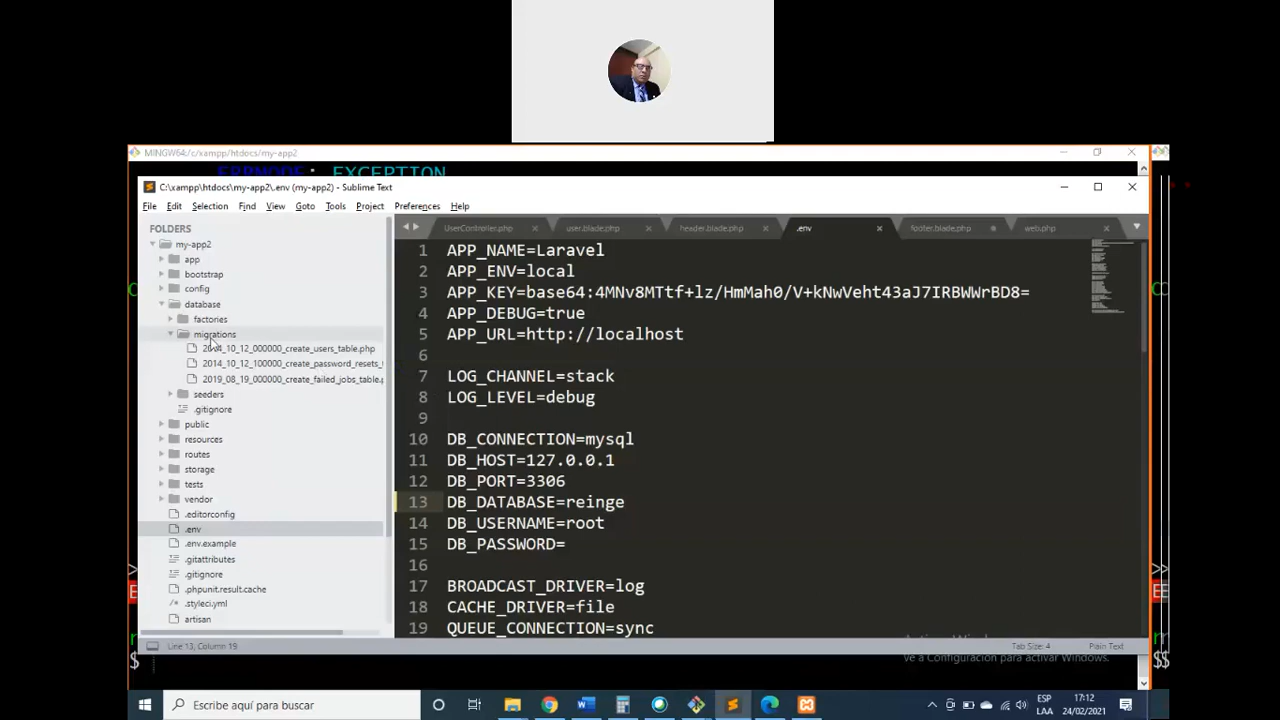 MINGW64:/c/xampp/htdocs/my-app2
EXCEPTION
C:\xampp\htdocs\my-app2\.env (my-app2) - Sublime Text
File Edit Selection Find View Goto Tools Project Preferences Help
FOLDERS
my-app2
app
bootstrap
config
database
factories
migrations
2014_10_12_000000_create_users_table.php
2014_10_12_100000_create_password_resets_
2019_08_19_000000_create_failed_jobs_table.
seeders
.gitignore
public
resources
routes
storage
tests
vendor
.editorconfig
.env
.env.example
.gitattributes
.gitignore
.phpunit.result.cache
.styleci.yml
artisan
UserController.php user.blade.php header.blade.php .env footer.blade.php web.php
1 APP_NAME=Laravel
2 APP_ENV=local
3 APP_KEY=base64:4MNv8MTtf+lz/HmMah0/V+kNwVeht43aJ7IRBWWrBD8=
4 APP_DEBUG=true
5 APP_URL=http://localhost
6
7 LOG_CHANNEL=stack
8 LOG_LEVEL=debug
9
10 DB_CONNECTION=mysql
11 DB_HOST=127.0.0.1
12 DB_PORT=3306
13 DB_DATABASE=reinge
14 DB_USERNAME=root
15 DB_PASSWORD=
16
17 BROADCAST_DRIVER=log
18 CACHE_DRIVER=file
19 QUEUE_CONNECTION=sync
Line 13, Column 19
Tab Size: 4
Plain Text
Ve a Configuración para activar Windows.
$
$$
Escribe aquí para buscar
ESP
LAA
17:12
24/02/2021